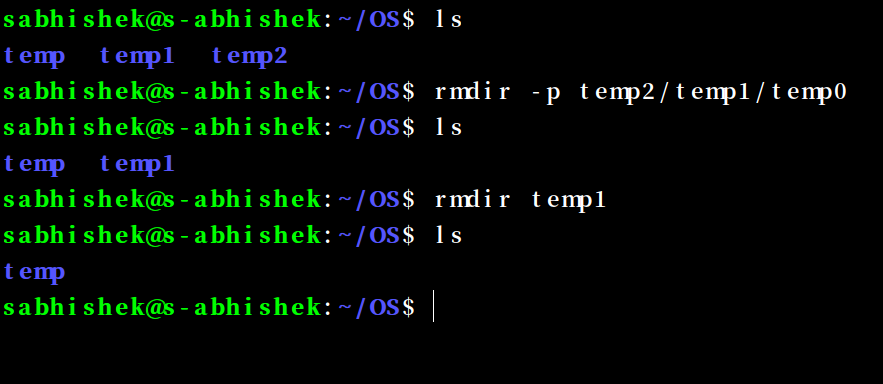 sabhishek@s-abhishek:~/OS$ ls
temp temp1 temp2
sabhishek@s-abhishek:~/OS$ rmdir -p temp2/temp1/temp0
sabhishek@s-abhishek:~/OS$ ls
temp temp1
sabhishek@s-abhishek:~/OS$ rmdir temp1
sabhishek@s-abhishek:~/OS$ ls
temp
sabhishek@s-abhishek:~/OS$